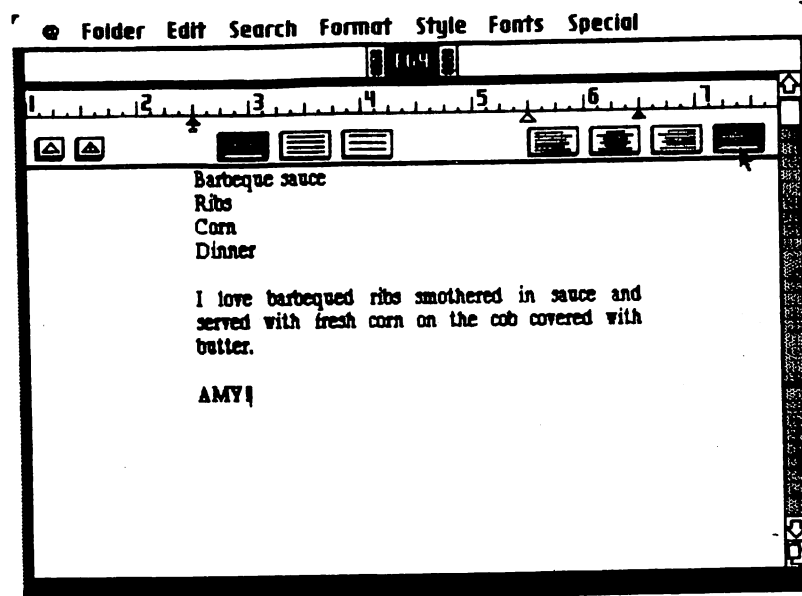 Folder Edit Search Format Style Fonts Special
1 2 3 4 5 6 7
Barbeque sauce
Ribs
Corn
Dinner
I love barbequed ribs smothered in sauce and
served with fresh corn on the cob covered with
butter.
AMY